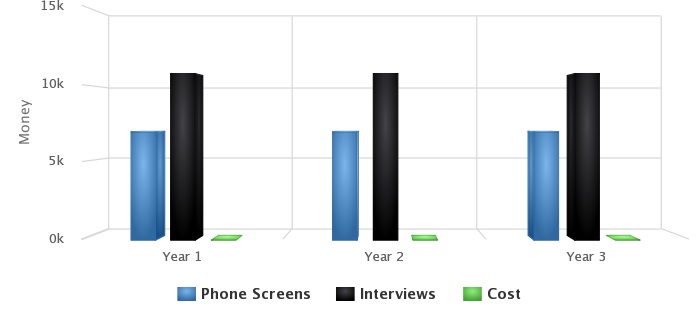 15k
10k
5k
0k
Money
Year 1 Year 2 Year 3
Phone Screens Interviews Cost